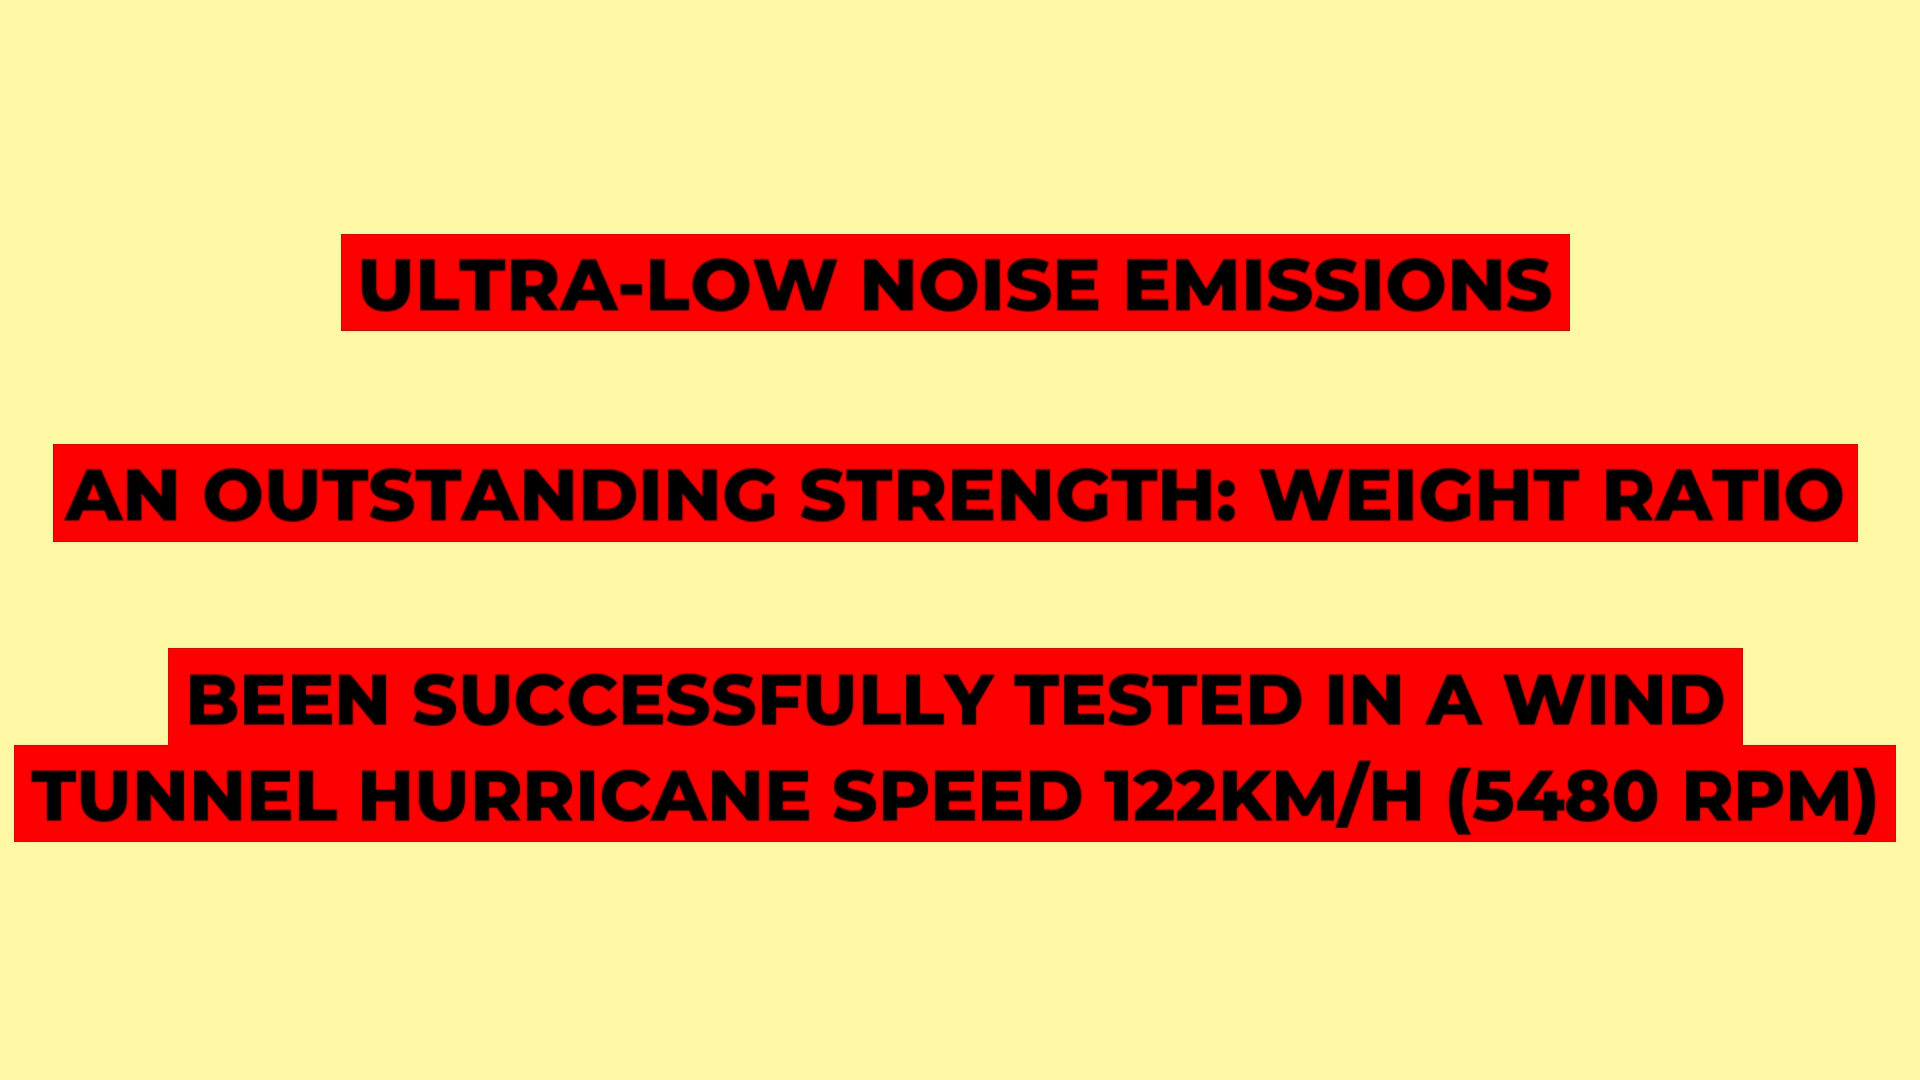 ULTRA-LOW NOISE EMISSIONS
AN OUTSTANDING STRENGTH: WEIGHT RATIO
BEEN SUCCESSFULLY TESTED IN A WIND
TUNNEL HURRICANE SPEED 122KM/H (5480 RPM)